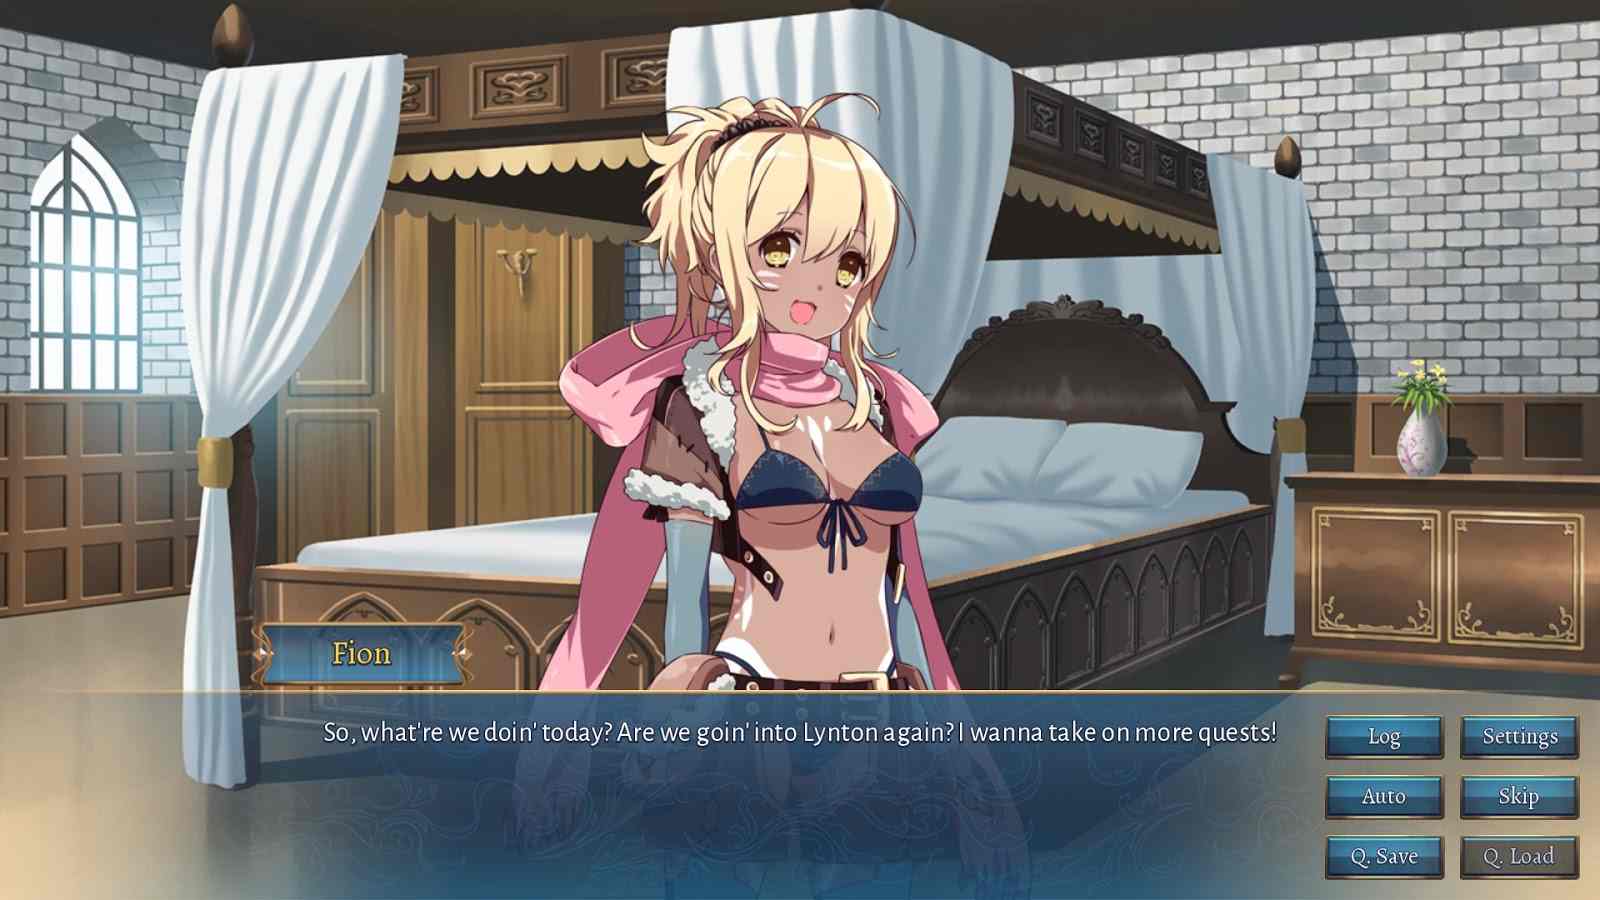 Fion
So, what're we doin' today? Are we goin' into Lynton again? I wanna take on more quests!
Log
Settings
Auto
Skip
Q. Save
Q. Load